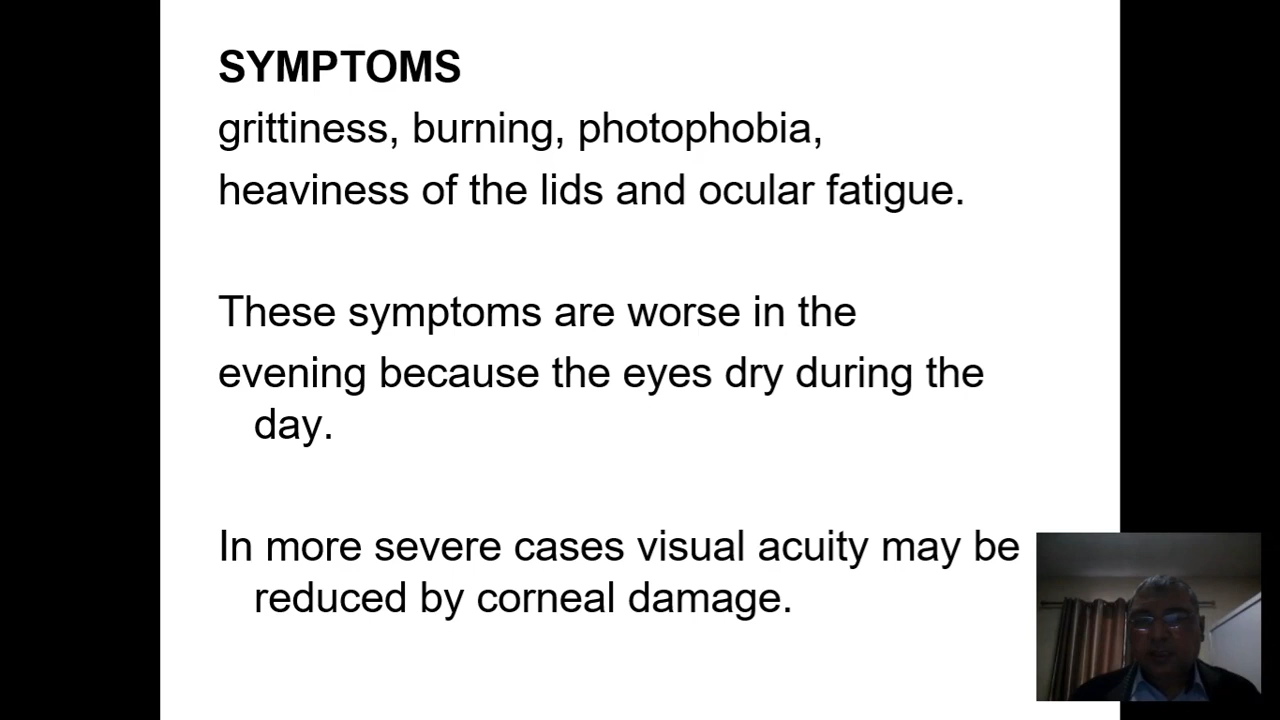 SYMPTOMS
grittiness, burning, photophobia,
heaviness of the lids and ocular fatigue.
These symptoms are worse in the
evening because the eyes dry during the
day.
In more severe cases visual acuity may be
reduced by corneal damage.